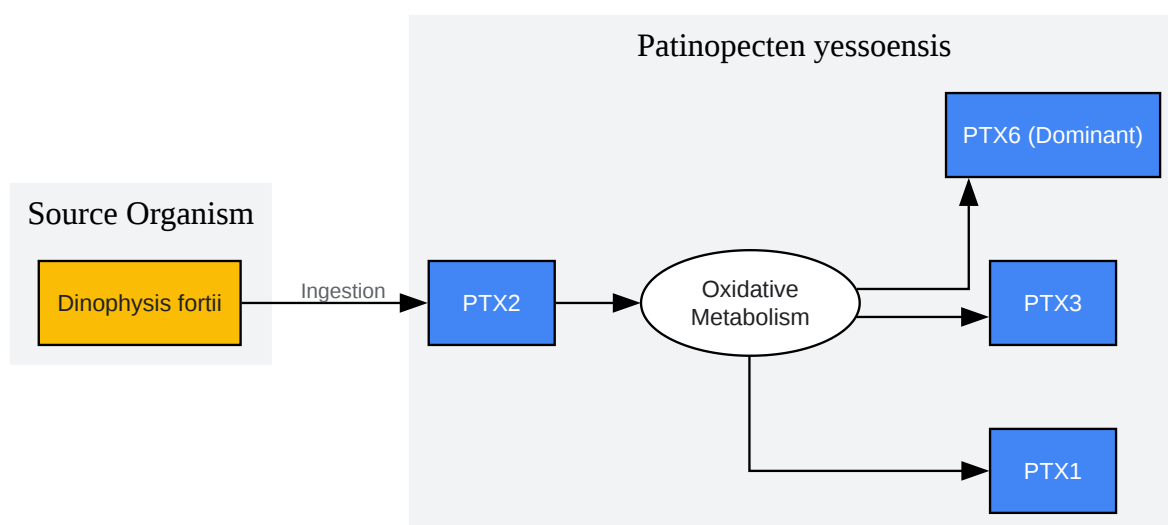 Patinopecten yessoensis
PTX6 (Dominant)
Source Organism
Dinophysis fortii
Ingestion
PTX2
Oxidative
Metabolism
PTX3
PTX1